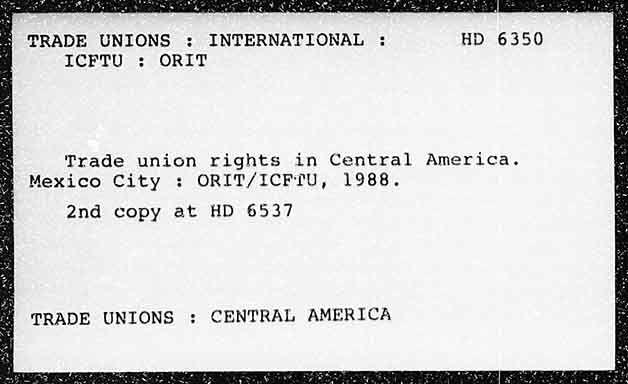 TRADE UNIONS : INTERNATIONAL : HD 6350
ICFTU : ORIT
Trade union rights in Central America.
Mexico City : ORIT/ICFTU, 1988.
2nd copy at HD 6537
TRADE UNIONS : CENTRAL AMERICA